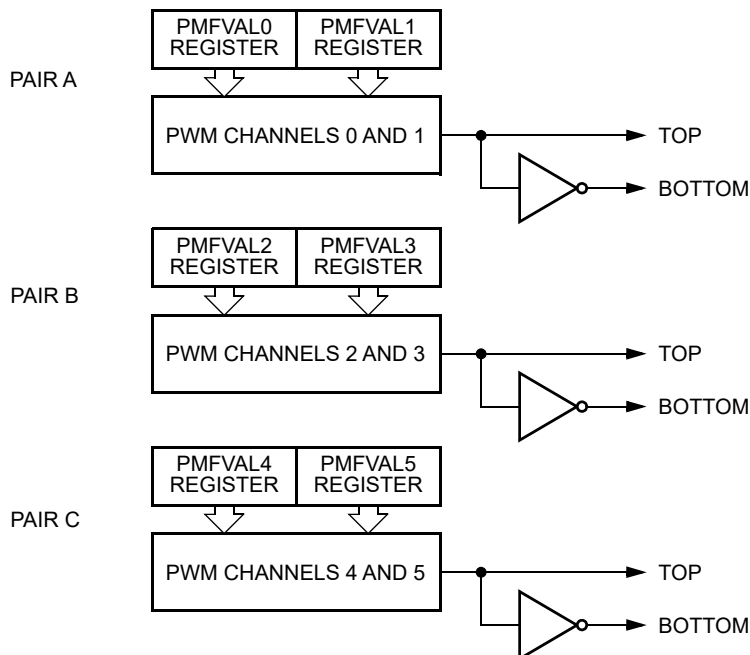 PMFVAL0 REGISTER
PMFVAL1 REGISTER
PAIR A
PWM CHANNELS 0 AND 1
TOP
BOTTOM
PMFVAL2 REGISTER
PMFVAL3 REGISTER
PAIR B
PWM CHANNELS 2 AND 3
TOP
BOTTOM
PMFVAL4 REGISTER
PMFVAL5 REGISTER
PAIR C
PWM CHANNELS 4 AND 5
TOP
BOTTOM